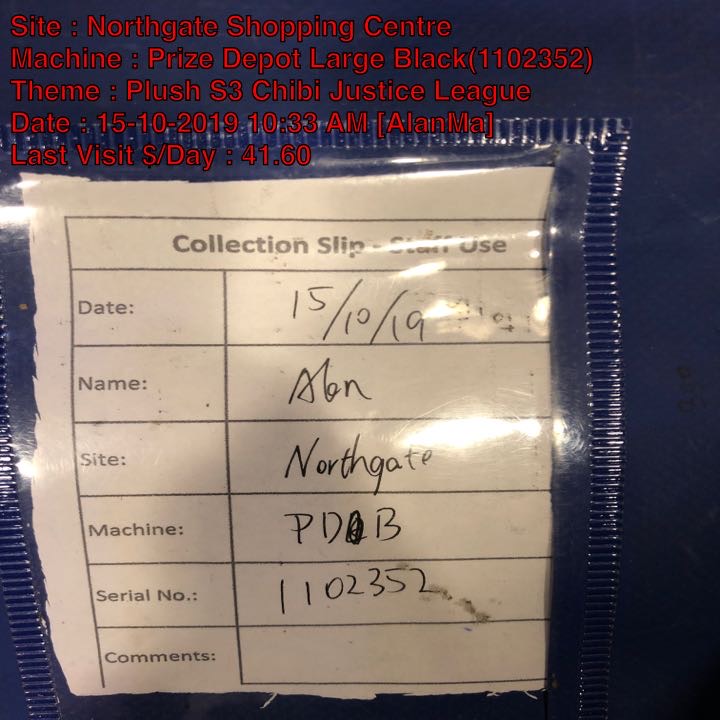 Site : Northgate Shopping Centre
Machine : Prize Depot Large Black(1102352)
Theme : Plush S3 Chibi Justice League
Date : 15-10-2019 10:33 AM [AlanMa]
Last Visit $/Day : 41.60
Collection Slip - Staff Use
Date: 15/10/19
Name: Alan
Site: Northgate
Machine:
Serial No.: 1102352
Comments: